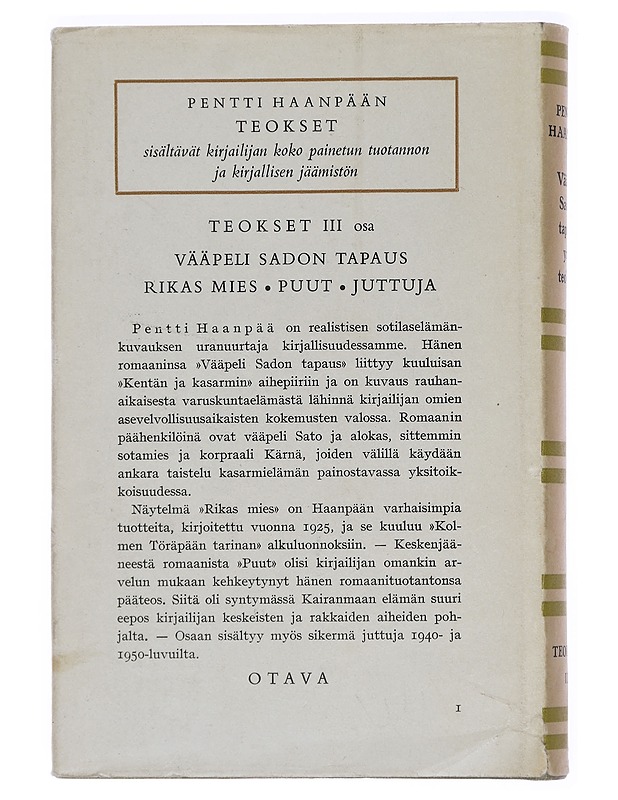 PENTTI HAANPÄÄN
TEOKSET
sisältävät kirjailijan koko painetun tuotannon
ja kirjallisen jäämistön
TEOKSET III osa
VÄÄPELI SADON TAPAUS
RIKAS MIES • PUUT • JUTTUJA
Pentti Haanpää on realistisen sotilaselämän-
kuvauksen uranuurtaja kirjallisuudessamme. Hänen
romaaninsa »Vääpeli Sadon tapaus» liittyy kuuluisan
»Kentän ja kasarmin» aihepiiriin ja on kuvaus rauhan-
aikaisesta varuskuntaelämästä lähinnä kirjailijan omien
asevelvollisuusaikaisten kokemusten valossa. Romaanin
päähenkilöinä ovat vääpeli Sato ja alokas, sittemmin
sotamies ja korpraali Kärnä, joiden välillä käydään
ankara taistelu kasarmielämän painostavassa yksitoik-
koisuudessa.
Näytelmä »Rikas mies» on Haanpään varhaisimpia
tuotteita, kirjoitettu vuonna 1925, ja se kuuluu »Kol-
men Töräpään tarinan» alkuluonnoksiin. — Keskenjää-
neestä romaanista »Puut» olisi kirjailijan omankin ar-
velun mukaan kehkeytynyt hänen romaanituotantonsa
pääteos. Siitä oli syntymässä Kairanmaan elämän suuri
eepos kirjailijan keskeisten ja rakkaiden aiheiden poh-
jalta. — Osaan sisältyy myös sikermä juttuja 1940- ja
1950-luvuilta.
OTAVA
1